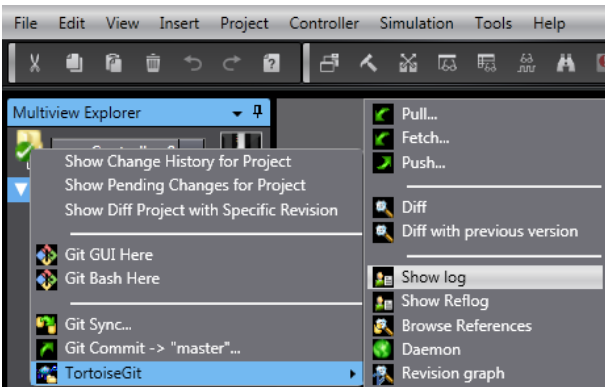 File Edit View Insert Project Controller Simulation Tools Help
Multiview Explorer
Show Change History for Project
Show Pending Changes for Project
Show Diff Project with Specific Revision
Git GUI Here
Git Bash Here
Git Sync...
Git Commit -> "master"...
TortoiseGit
Pull...
Fetch...
Push...
Diff
Diff with previous version
Show log
Show Reflog
Browse References
Daemon
Revision graph